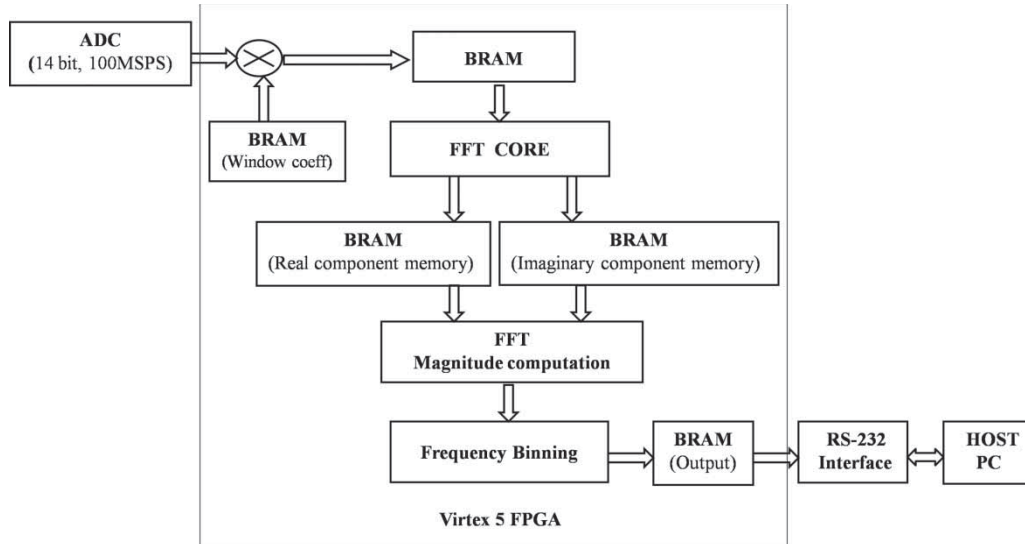 ADC
(14 bit, 100MSPS)
BRAM
BRAM
(Window coeff)
FFT CORE
BRAM
(Real component memory)
BRAM
(Imaginary component memory)
FFT
Magnitude computation
Frequency Binning
BRAM
(Output)
RS-232
Interface
HOST
PC
Virtex 5 FPGA